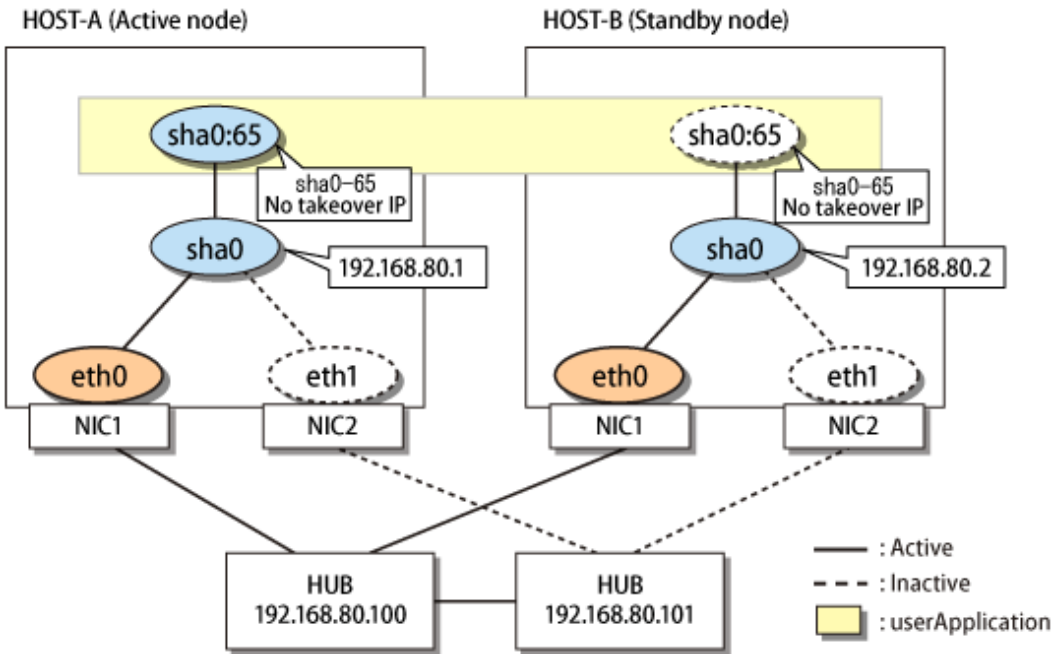 HOST-A (Active node)
HOST-B (Standby node)
sha0:65
sha0:65
sha0-65
No takeover IP
sha0-65
No takeover IP
sha0
192.168.80.1
sha0
192.168.80.2
eth0
eth1
eth0
eth1
NIC1
NIC2
NIC1
NIC2
HUB
192.168.80.100
HUB
192.168.80.101
: Active
: Inactive
: userApplication